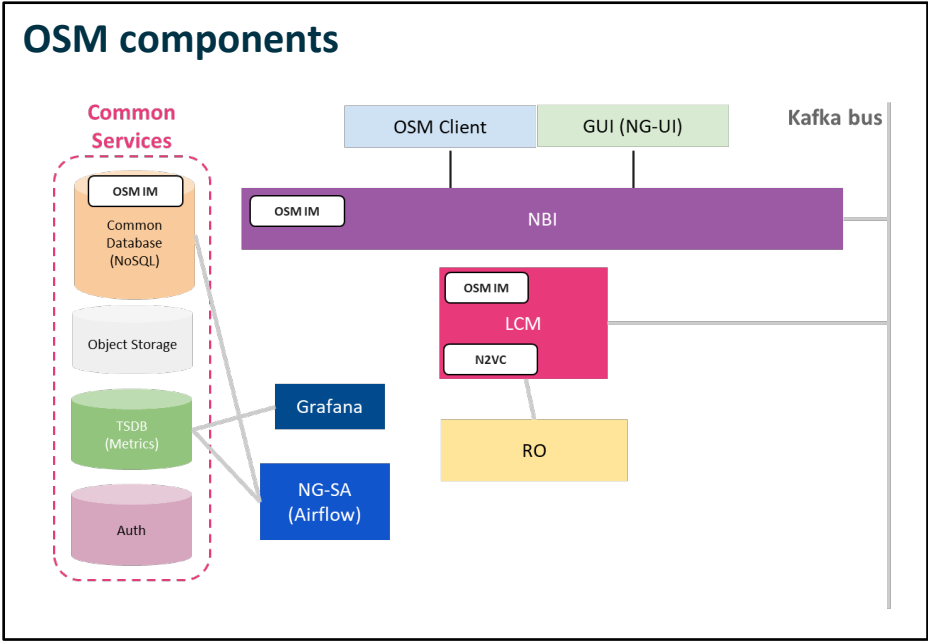 OSM components
Common
Services
OSM IM
Common
Database
(NoSQL)
Object Storage
TSDB
(Metrics)
Auth
OSM Client
GUI (NG-UI)
Kafka bus
OSM IM
NBI
OSM IM
LCM
N2VC
Grafana
RO
NG-SA
(Airflow)